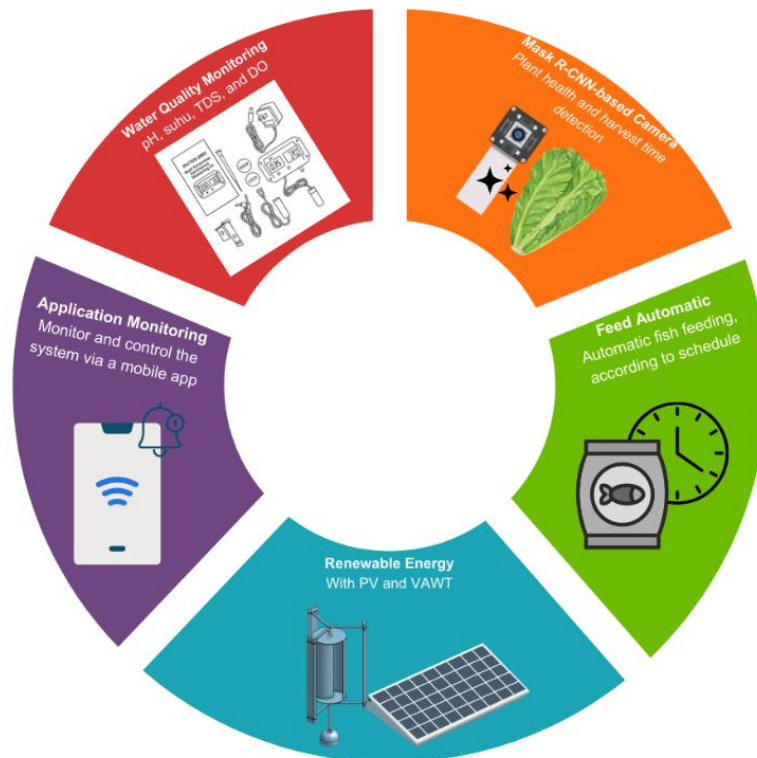 Water Quality Monitoring
pH, suhu, TDS, and DO
Mask R-CNN-based Camera
Plant health and harvest time
detection
Feed Automatic
Automatic fish feeding,
according to schedule
Renewable Energy
With PV and VAWT
Application Monitoring
Monitor and control the
system via a mobile app
1